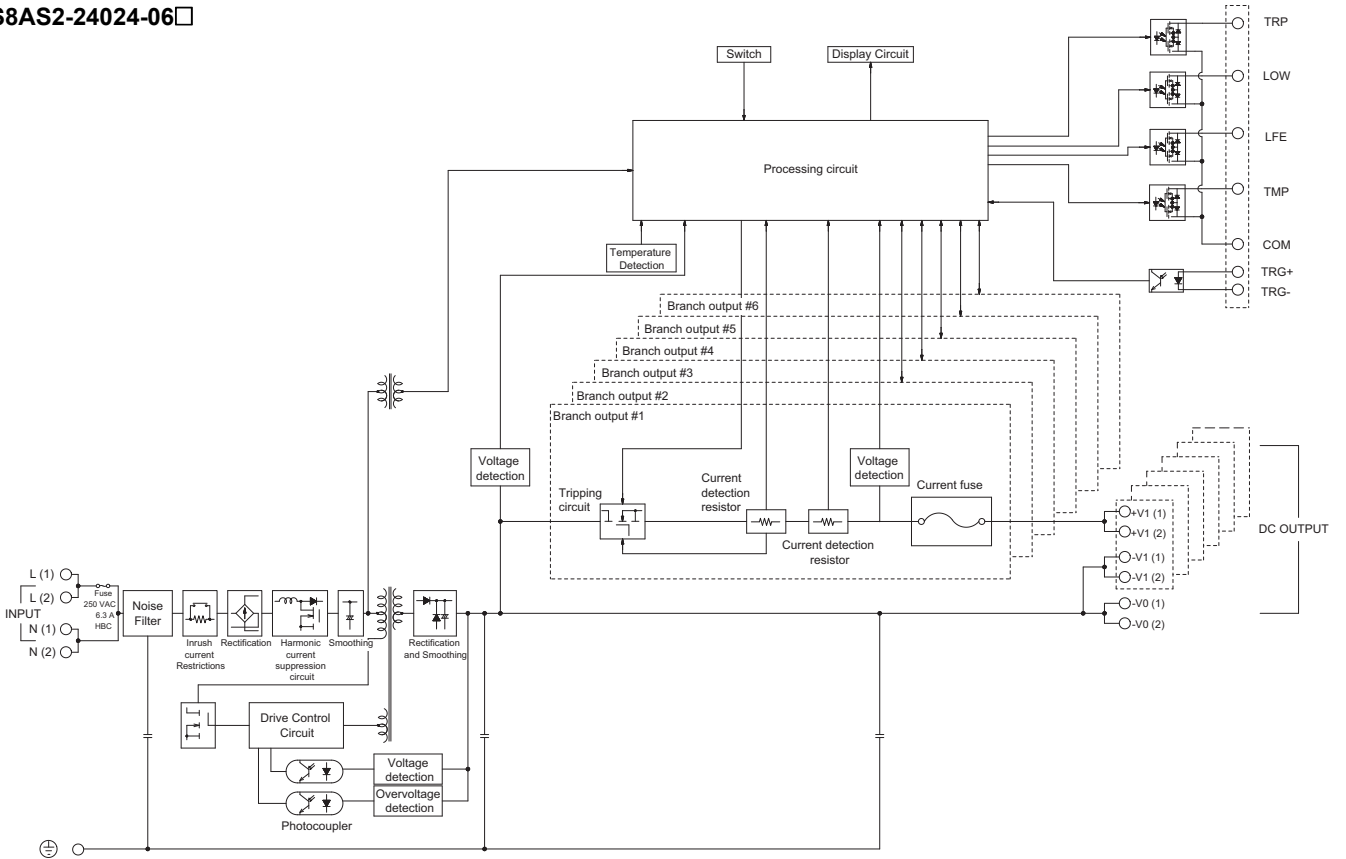 S8AS2-24024-06□
Switch
Display Circuit
TRP
LOW
LFE
TMP
COM
TRG+
TRG-
Processing circuit
Temperature
Detection
Branch output #6
Branch output #5
Branch output #4
Branch output #3
Branch output #2
Branch output #1
Voltage
detection
Tripping
circuit
Current
detection
resistor
Current detection
resistor
Voltage
detection
Current fuse
+V1 (1)
+V1 (2)
-V1 (1)
-V1 (2)
-V0 (1)
-V0 (2)
DC OUTPUT
L (1)
L (2)
INPUT
N (1)
N (2)
Fuse
250 VAC
6.3 A
HBC
Noise
Filter
Inrush
current
Restrictions
Rectification
Harmonic
current
suppression
circuit
Smoothing
Rectification
and Smoothing
Drive Control
Circuit
Voltage
detection
Overvoltage
detection
Photocoupler